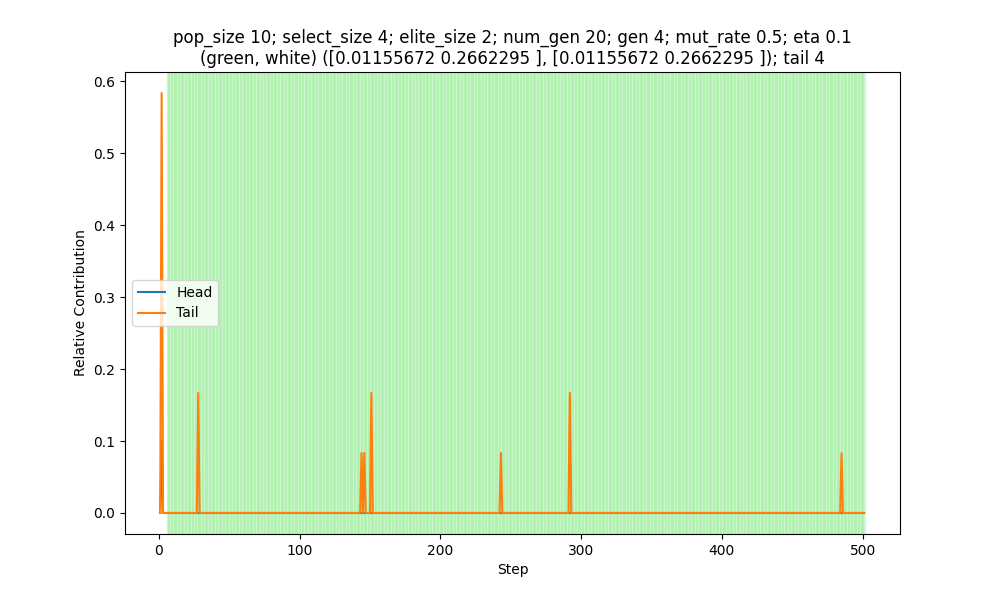 pop_size 10; select_size 4; elite_size 2; num_gen 20; gen 4; mut_rate 0.5; eta 0.1
(green, white) ([0.01155672 0.2662295 ], [0.01155672 0.2662295 ]); tail 4
0.6
0.5
0.4
0.3
0.2
0.1
0.0
Relative Contribution
Head
Tail
0
100
200
300
400
500
Step